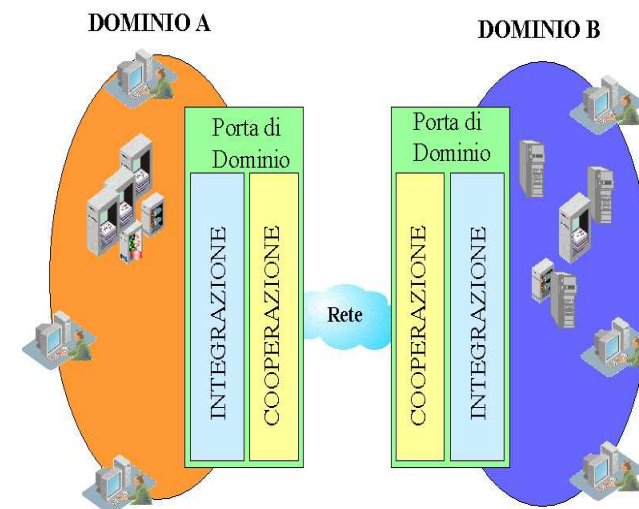 DOMINIO A
DOMINIO B
Porta di
Dominio
INTEGRAZIONE
COOPERAZIONE
Rete
Porta di
Dominio
COOPERAZIONE
INTEGRAZIONE